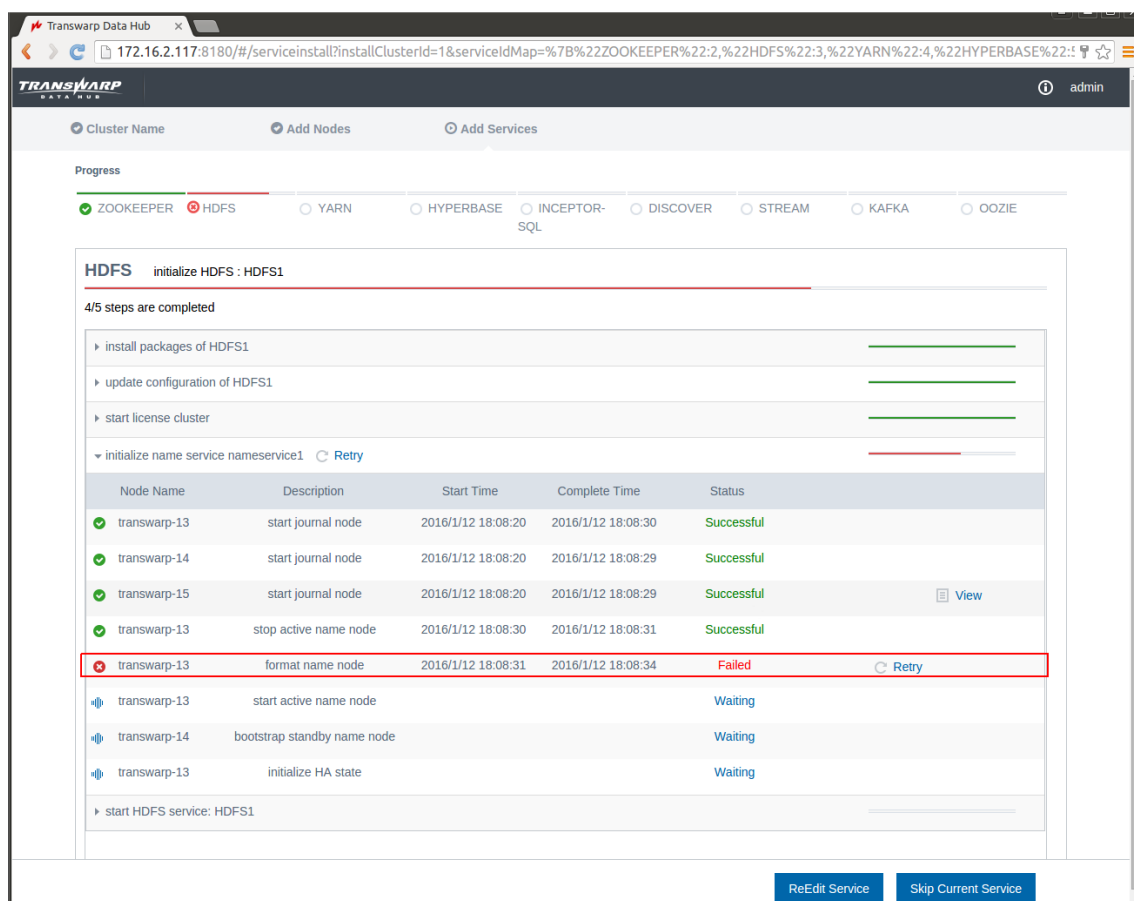 Transwarp Data Hub
172.16.2.117:8180/#/serviceinstall?installClusterId=1&serviceIdMap=%7B%22ZOOKEEPER%22:2,%22HDFS%22:3,%22YARN%22:4,%22HYPERBASE%22:
TRANSWARP admin
DATA HUB
Cluster Name Add Nodes Add Services
Progress
ZOOKEEPER HDFS YARN HYPERBASE INCEPTOR- DISCOVER STREAM KAFKA OOZIE
SQL
HDFS initialize HDFS : HDFS1
4/5 steps are completed
install packages of HDFS1
update configuration of HDFS1
start license cluster
initialize name service nameservice1 Retry
Node Name Description Start Time Complete Time Status
transwarp-13 start journal node 2016/1/12 18:08:20 2016/1/12 18:08:30 Successful
transwarp-14 start journal node 2016/1/12 18:08:20 2016/1/12 18:08:29 Successful
transwarp-15 start journal node 2016/1/12 18:08:20 2016/1/12 18:08:29 Successful View
transwarp-13 stop active name node 2016/1/12 18:08:30 2016/1/12 18:08:31 Successful
transwarp-13 format name node 2016/1/12 18:08:31 2016/1/12 18:08:34 Failed Retry
transwarp-13 start active name node Waiting
transwarp-14 bootstrap standby name node Waiting
transwarp-13 initialize HA state Waiting
start HDFS service: HDFS1
ReEdit Service Skip Current Service